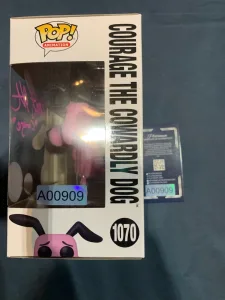 POP!
ANIMATION
COURAGE THE COWARDLY DOG
A00909
A00909
1070